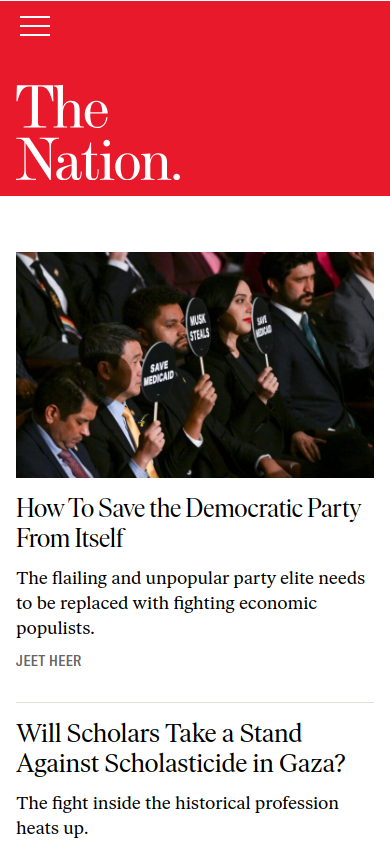 The
Nation.
SAVE
MEDICAID
MUSK
STEALS
SAVE
MEDICAID
How To Save the Democratic Party
From Itself
The flailing and unpopular party elite needs
to be replaced with fighting economic
populists.
JEET HEER
Will Scholars Take a Stand
Against Scholasticide in Gaza?
The fight inside the historical profession
heats up.